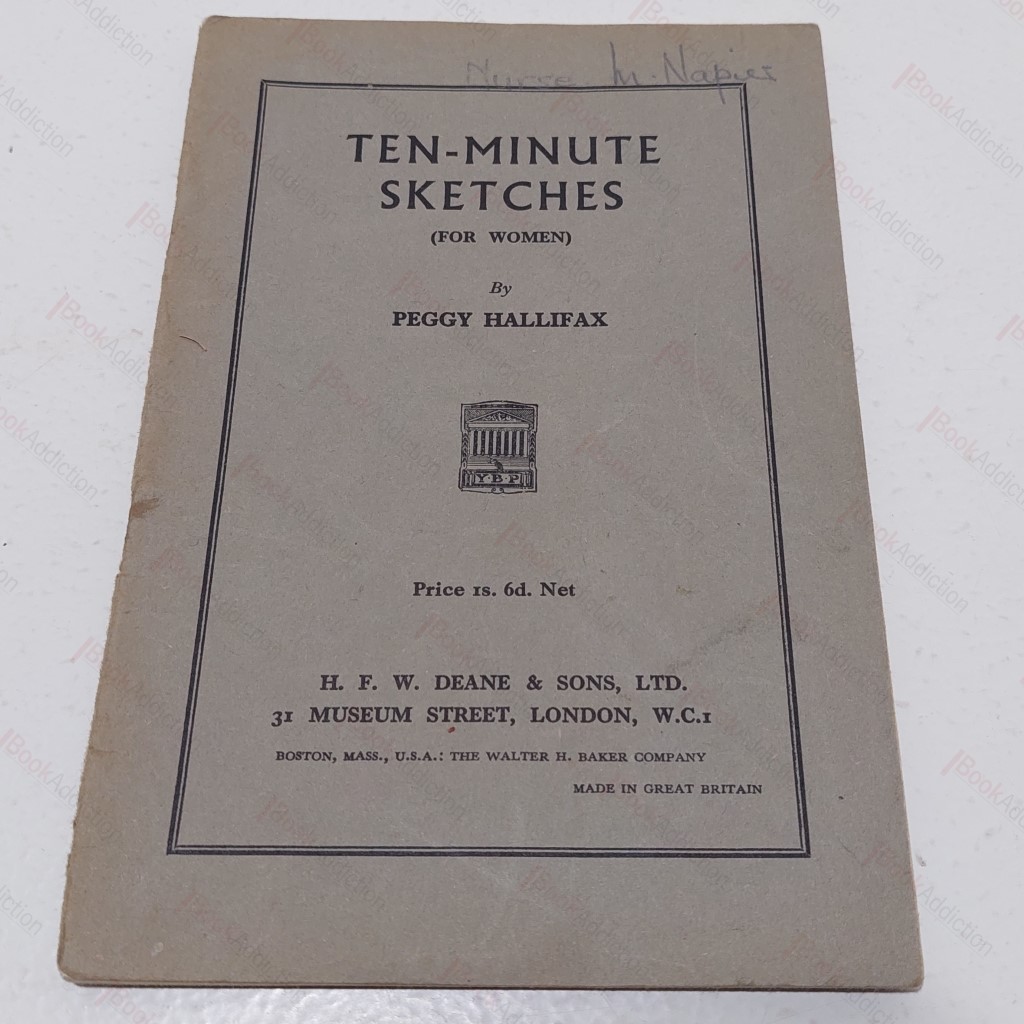 Nurse M. Napier
TEN-MINUTE
SKETCHES
(FOR WOMEN)
By
PEGGY HALLIFAX
Y·B·P
Price 1s. 6d. Net
H. F. W. DEANE & SONS, LTD.
31 MUSEUM STREET, LONDON, W.C.1
BOSTON, MASS., U.S.A.: THE WALTER H. BAKER COMPANY
MADE IN GREAT BRITAIN
BookAddiction